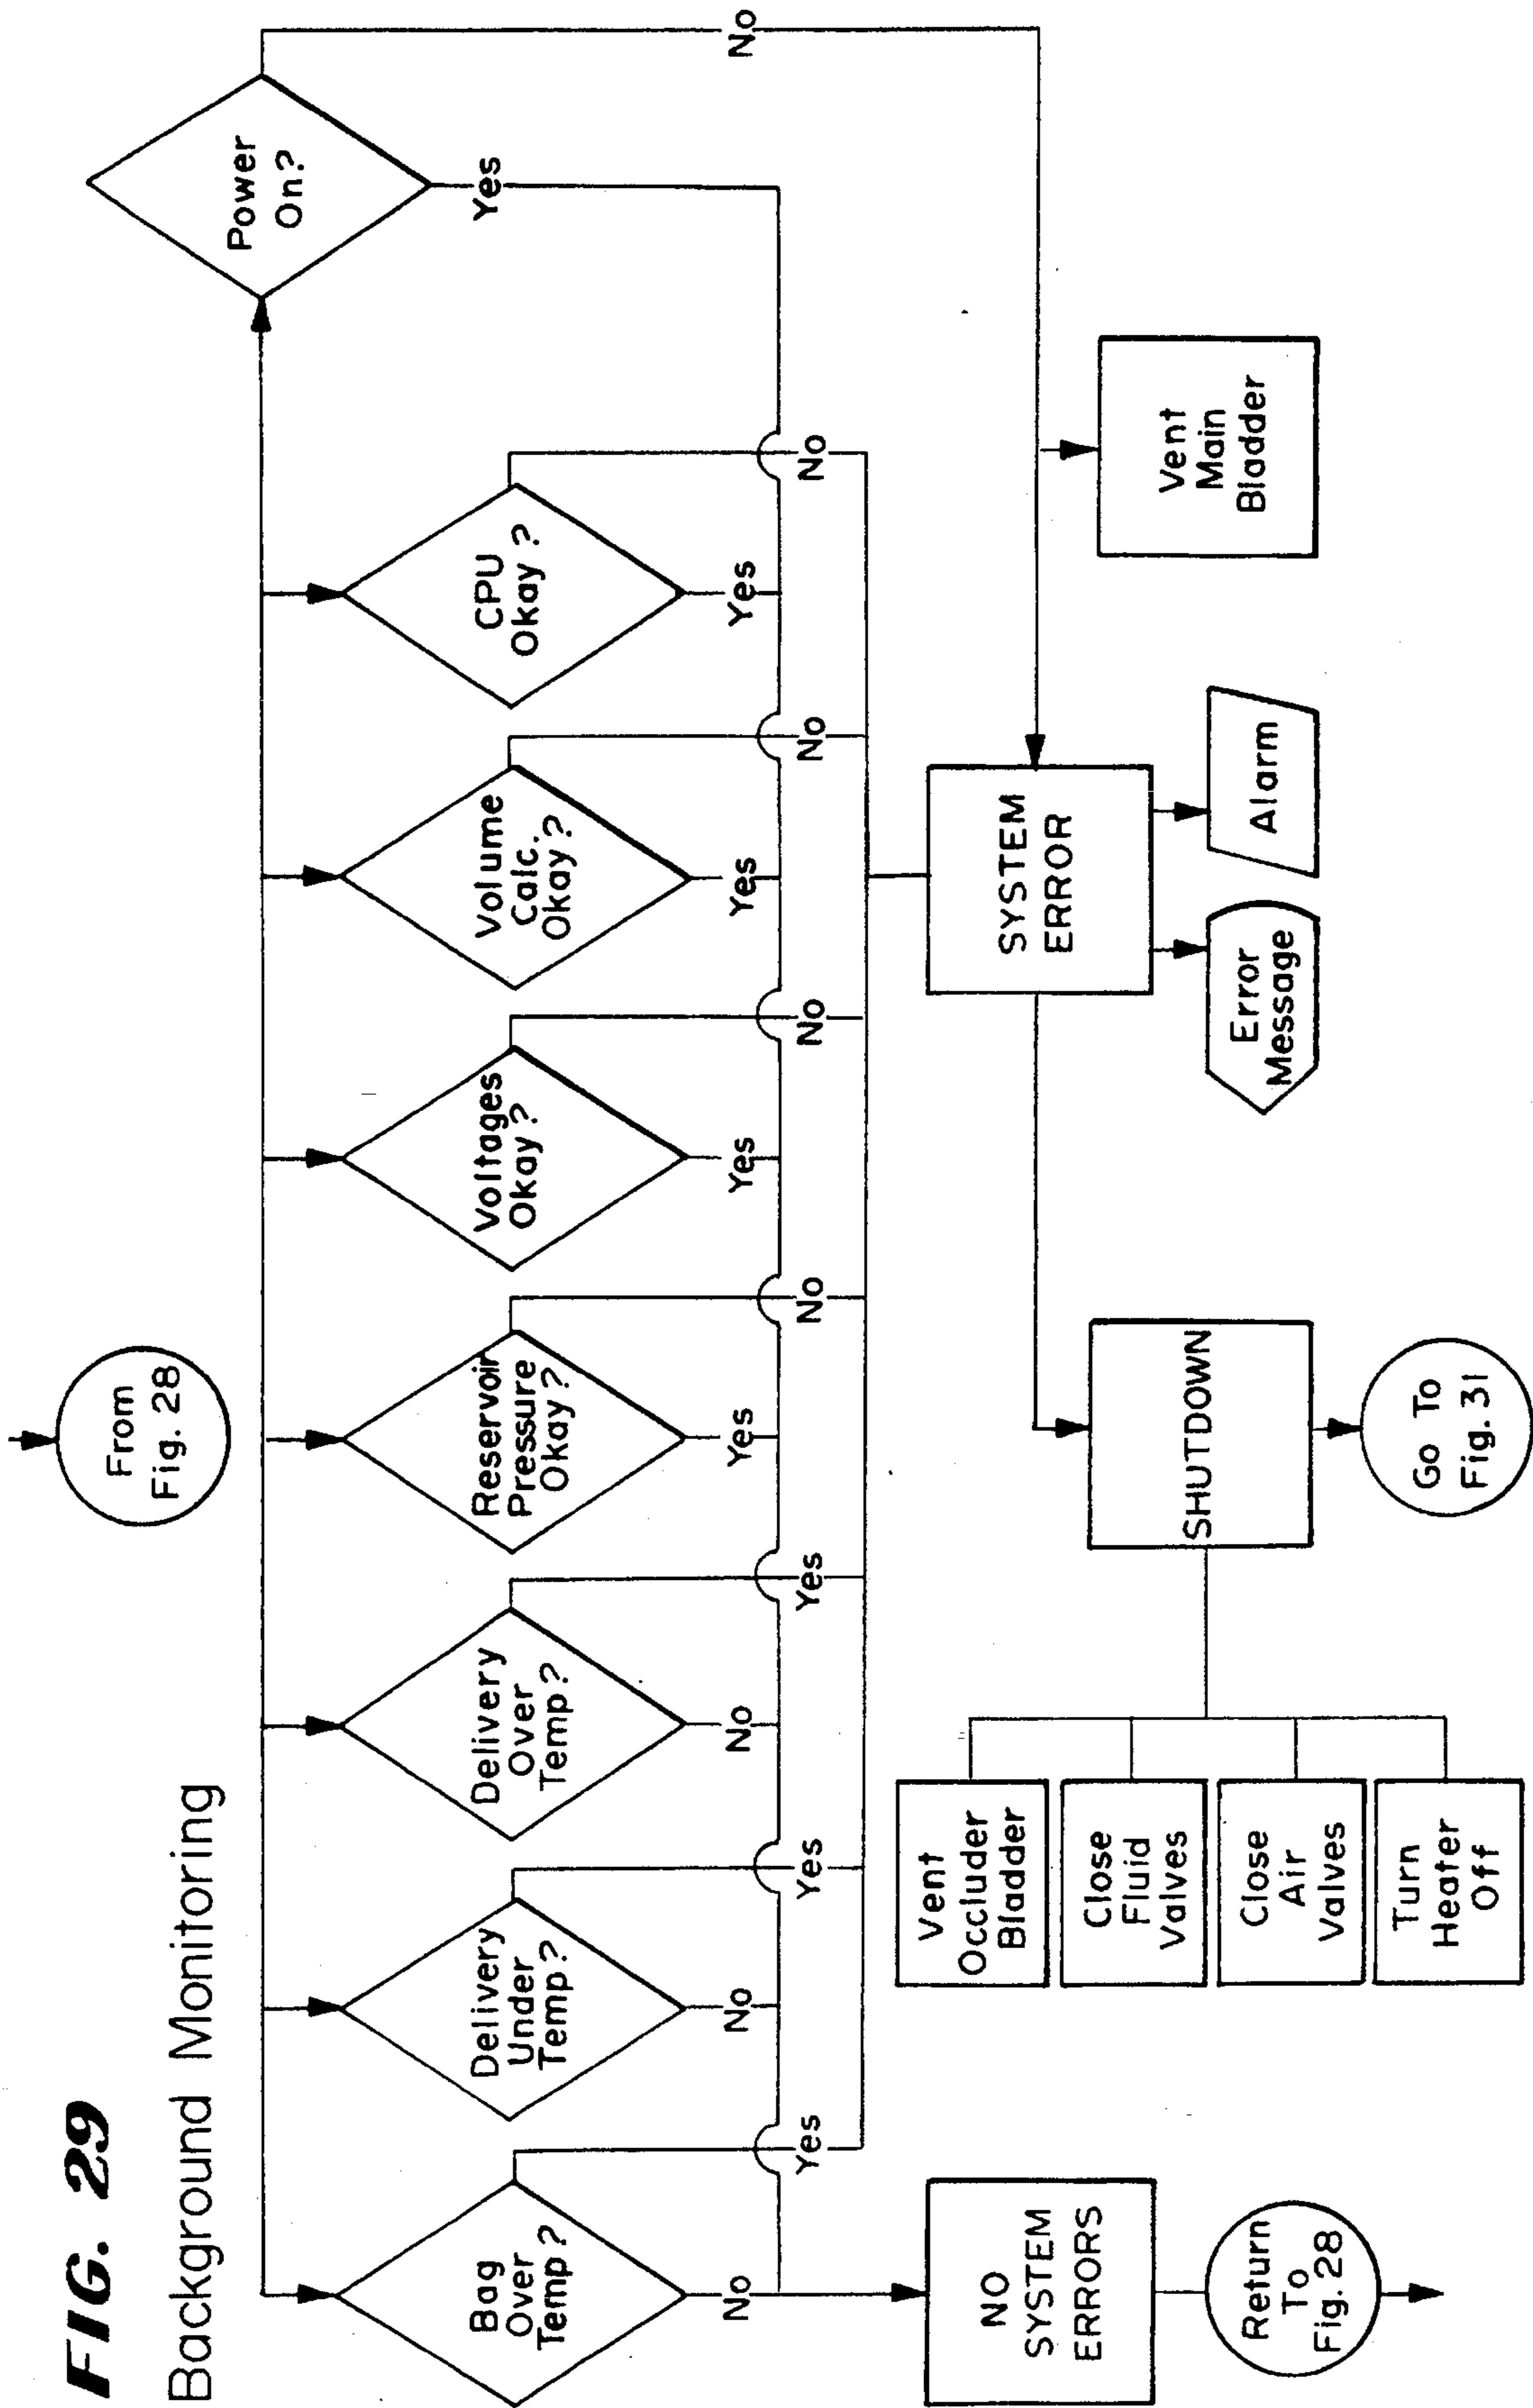 FIG. 29
Background Monitoring
From
Fig. 28
Bag
Over
Temp?
Delivery
Under
Temp?
Delivery
Over
Temp?
Reservoir
Pressure
Okay?
Voltages
Okay?
Volume
Calc.
Okay?
CPU
Okay?
Power
On?
No
No
No
Yes
Yes
Yes
Yes
Yes
Yes
Yes
Yes
No
No
No
No
No
NO
SYSTEM
ERRORS
Return
To
Fig. 28
SYSTEM
ERROR
Error
Message
Alarm
Vent
Main
Bladder
SHUTDOWN
Go To
Fig. 31
Vent
Occluder
Bladder
Close
Fluid
Valves
Close
Air
Valves
Turn
Heater
Off